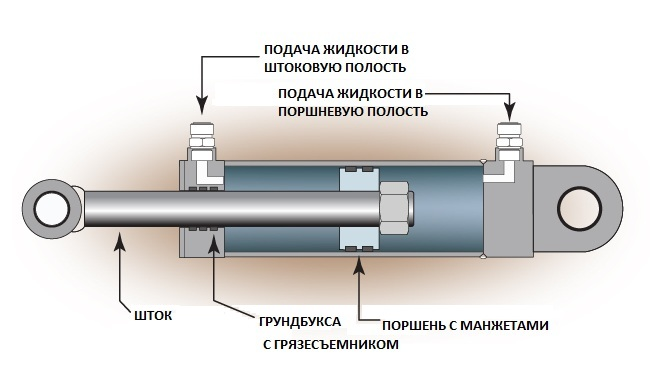 ПОДАЧА ЖИДКОСТИ В
ШТОКОВУЮ ПОЛОСТЬ
ПОДАЧА ЖИДКОСТИ В
ПОРШНЕВУЮ ПОЛОСТЬ
ШТОК
ГРУНДБУКСА
С ГРЯЗЕСЪЕМНИКОМ
ПОРШЕНЬ С МАНЖЕТАМИ